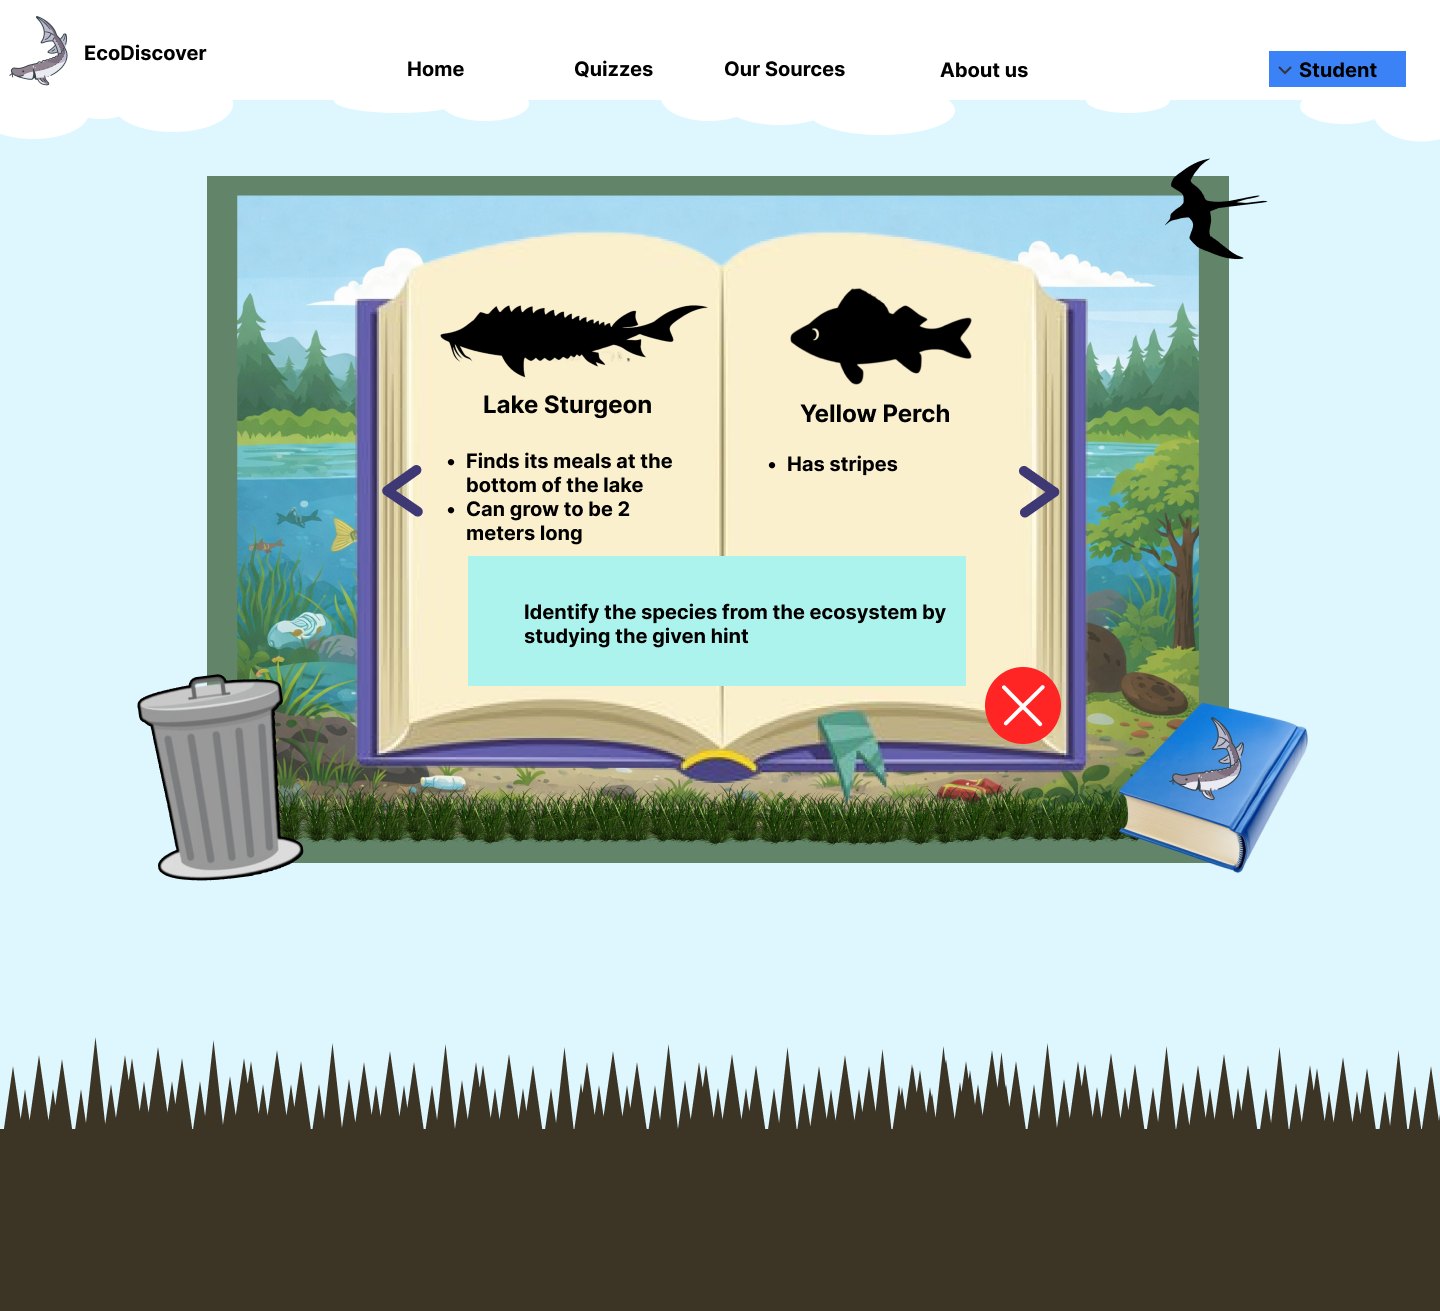 EcoDiscover
Home
Quizzes
Our Sources
About us
Student
Lake Sturgeon
• Finds its meals at the
bottom of the lake
• Can grow to be 2
meters long
Yellow Perch
• Has stripes
Identify the species from the ecosystem by
studying the given hint